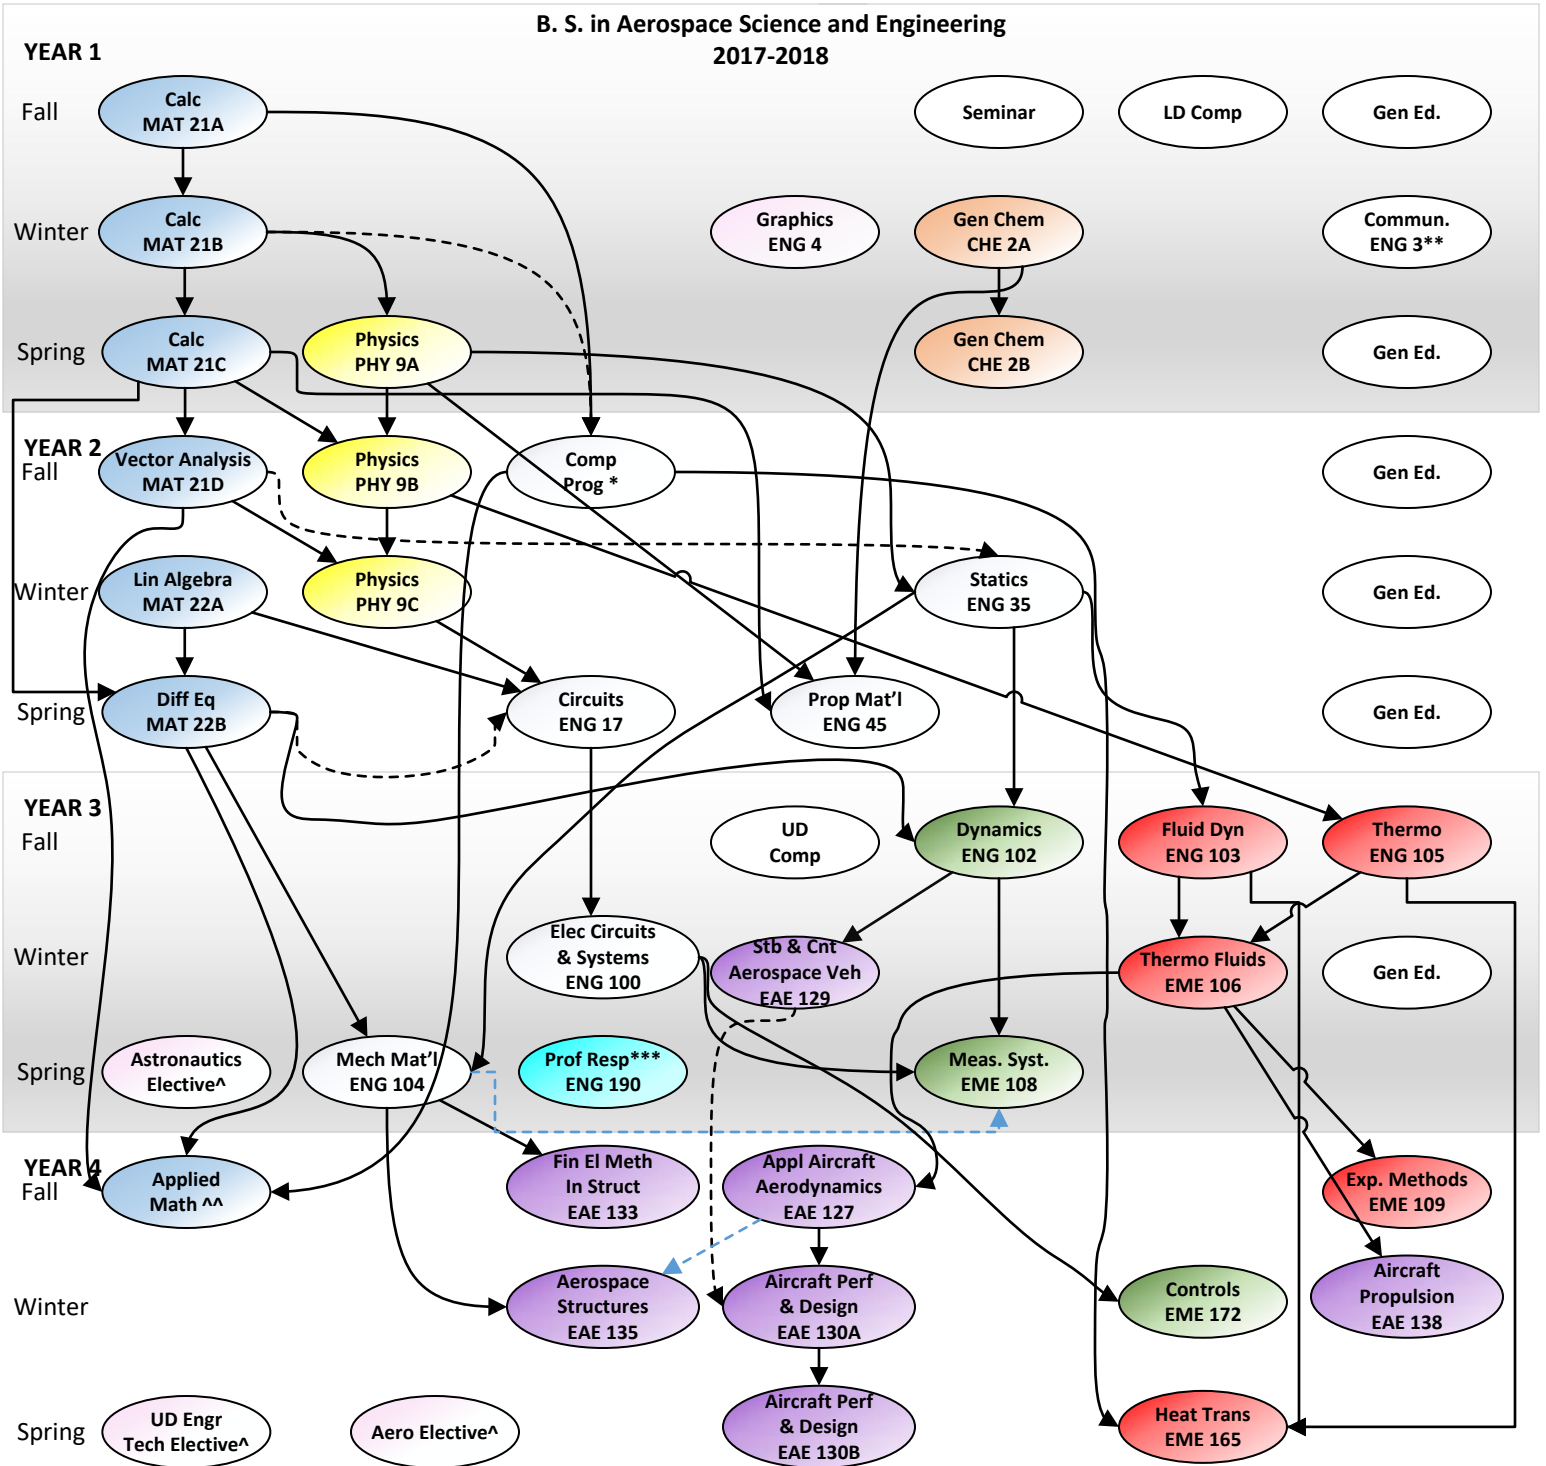 B. S. in Aerospace Science and Engineering
2017-2018
YEAR 1
Fall
Calc
MAT 21A
Seminar
LD Comp
Gen Ed.
Winter
Calc
MAT 21B
Graphics
ENG 4
Gen Chem
CHE 2A
Commun.
ENG 3**
Spring
Calc
MAT 21C
Physics
PHY 9A
Gen Chem
CHE 2B
Gen Ed.
YEAR 2
Fall
Vector Analysis
MAT 21D
Physics
PHY 9B
Comp
Prog *
Gen Ed.
Winter
Lin Algebra
MAT 22A
Physics
PHY 9C
Statics
ENG 35
Gen Ed.
Spring
Diff Eq
MAT 22B
Circuits
ENG 17
Prop Mat'l
ENG 45
Gen Ed.
YEAR 3
Fall
UD
Comp
Dynamics
ENG 102
Fluid Dyn
ENG 103
Thermo
ENG 105
Winter
Elec Circuits
& Systems
ENG 100
Stb & Cnt
Aerospace Veh
EAE 129
Thermo Fluids
EME 106
Gen Ed.
Spring
Astronautics
Elective^
Mech Mat'l
ENG 104
Prof Resp***
ENG 190
Meas. Syst.
EME 108
YEAR 4
Fall
Applied
Math ^^
Fin El Meth
In Struct
EAE 133
Appl Aircraft
Aerodynamics
EAE 127
Exp. Methods
EME 109
Winter
Aerospace
Structures
EAE 135
Aircraft Perf
& Design
EAE 130A
Controls
EME 172
Aircraft
Propulsion
EAE 138
Spring
UD Engr
Tech Elective^
Aero Elective^
Aircraft Perf
& Design
EAE 130B
Heat Trans
EME 165